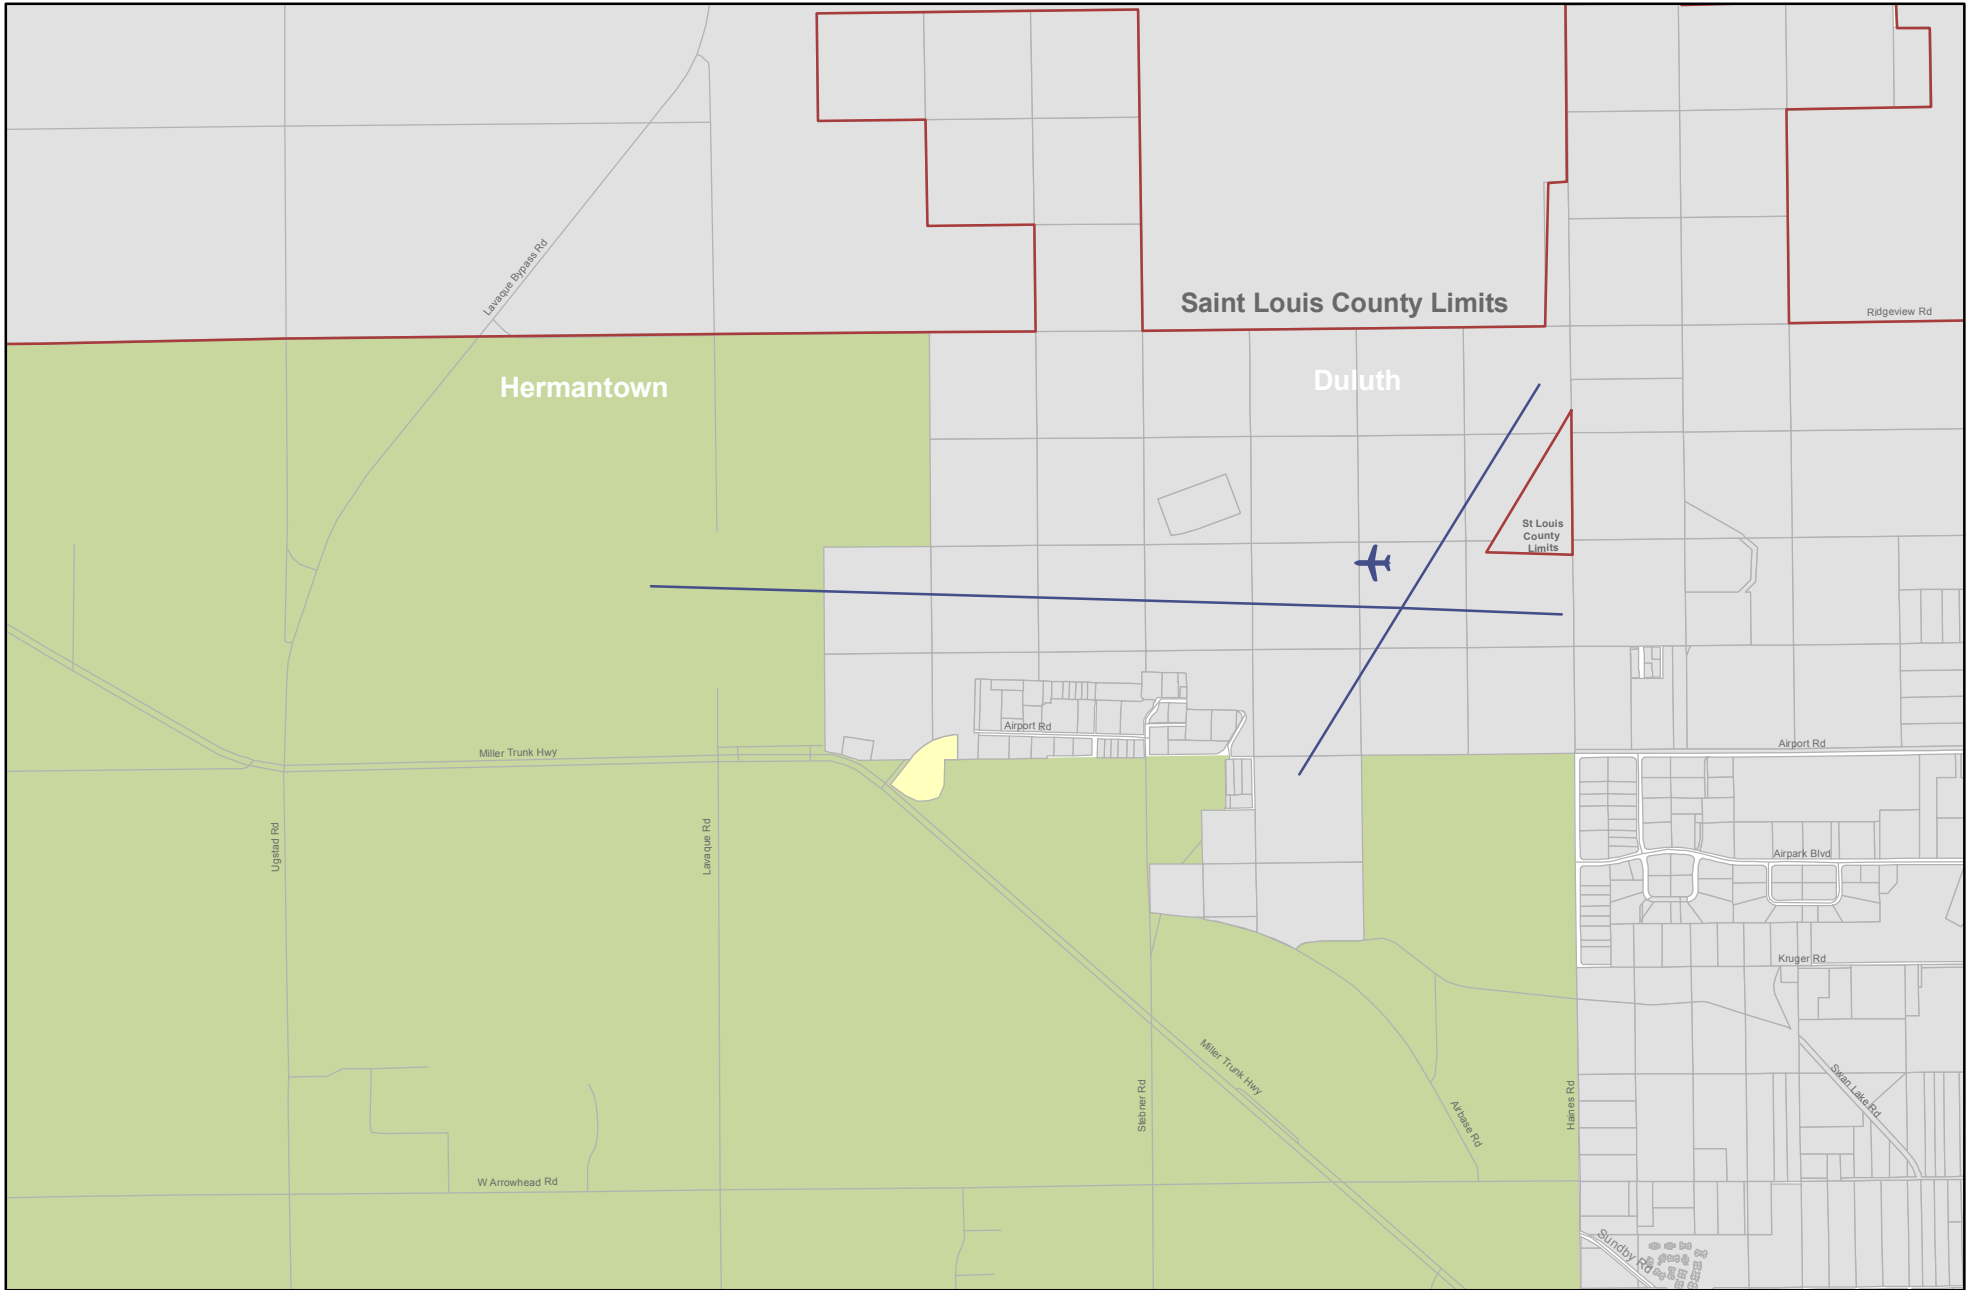 Lavaque Bypass Rd
Saint Louis County Limits
Ridgeview Rd
Hermantown
Duluth
St Louis
County
Limits
Airport Rd
Miller Trunk Hwy
Airport Rd
Ugstad Rd
Lavaque Rd
Airpark Blvd
Kruger Rd
Miller Trunk Hwy
Stebner Rd
Airbase Rd
Haines Rd
Swan Lake Rd
W Arrowhead Rd
Sundby Rd